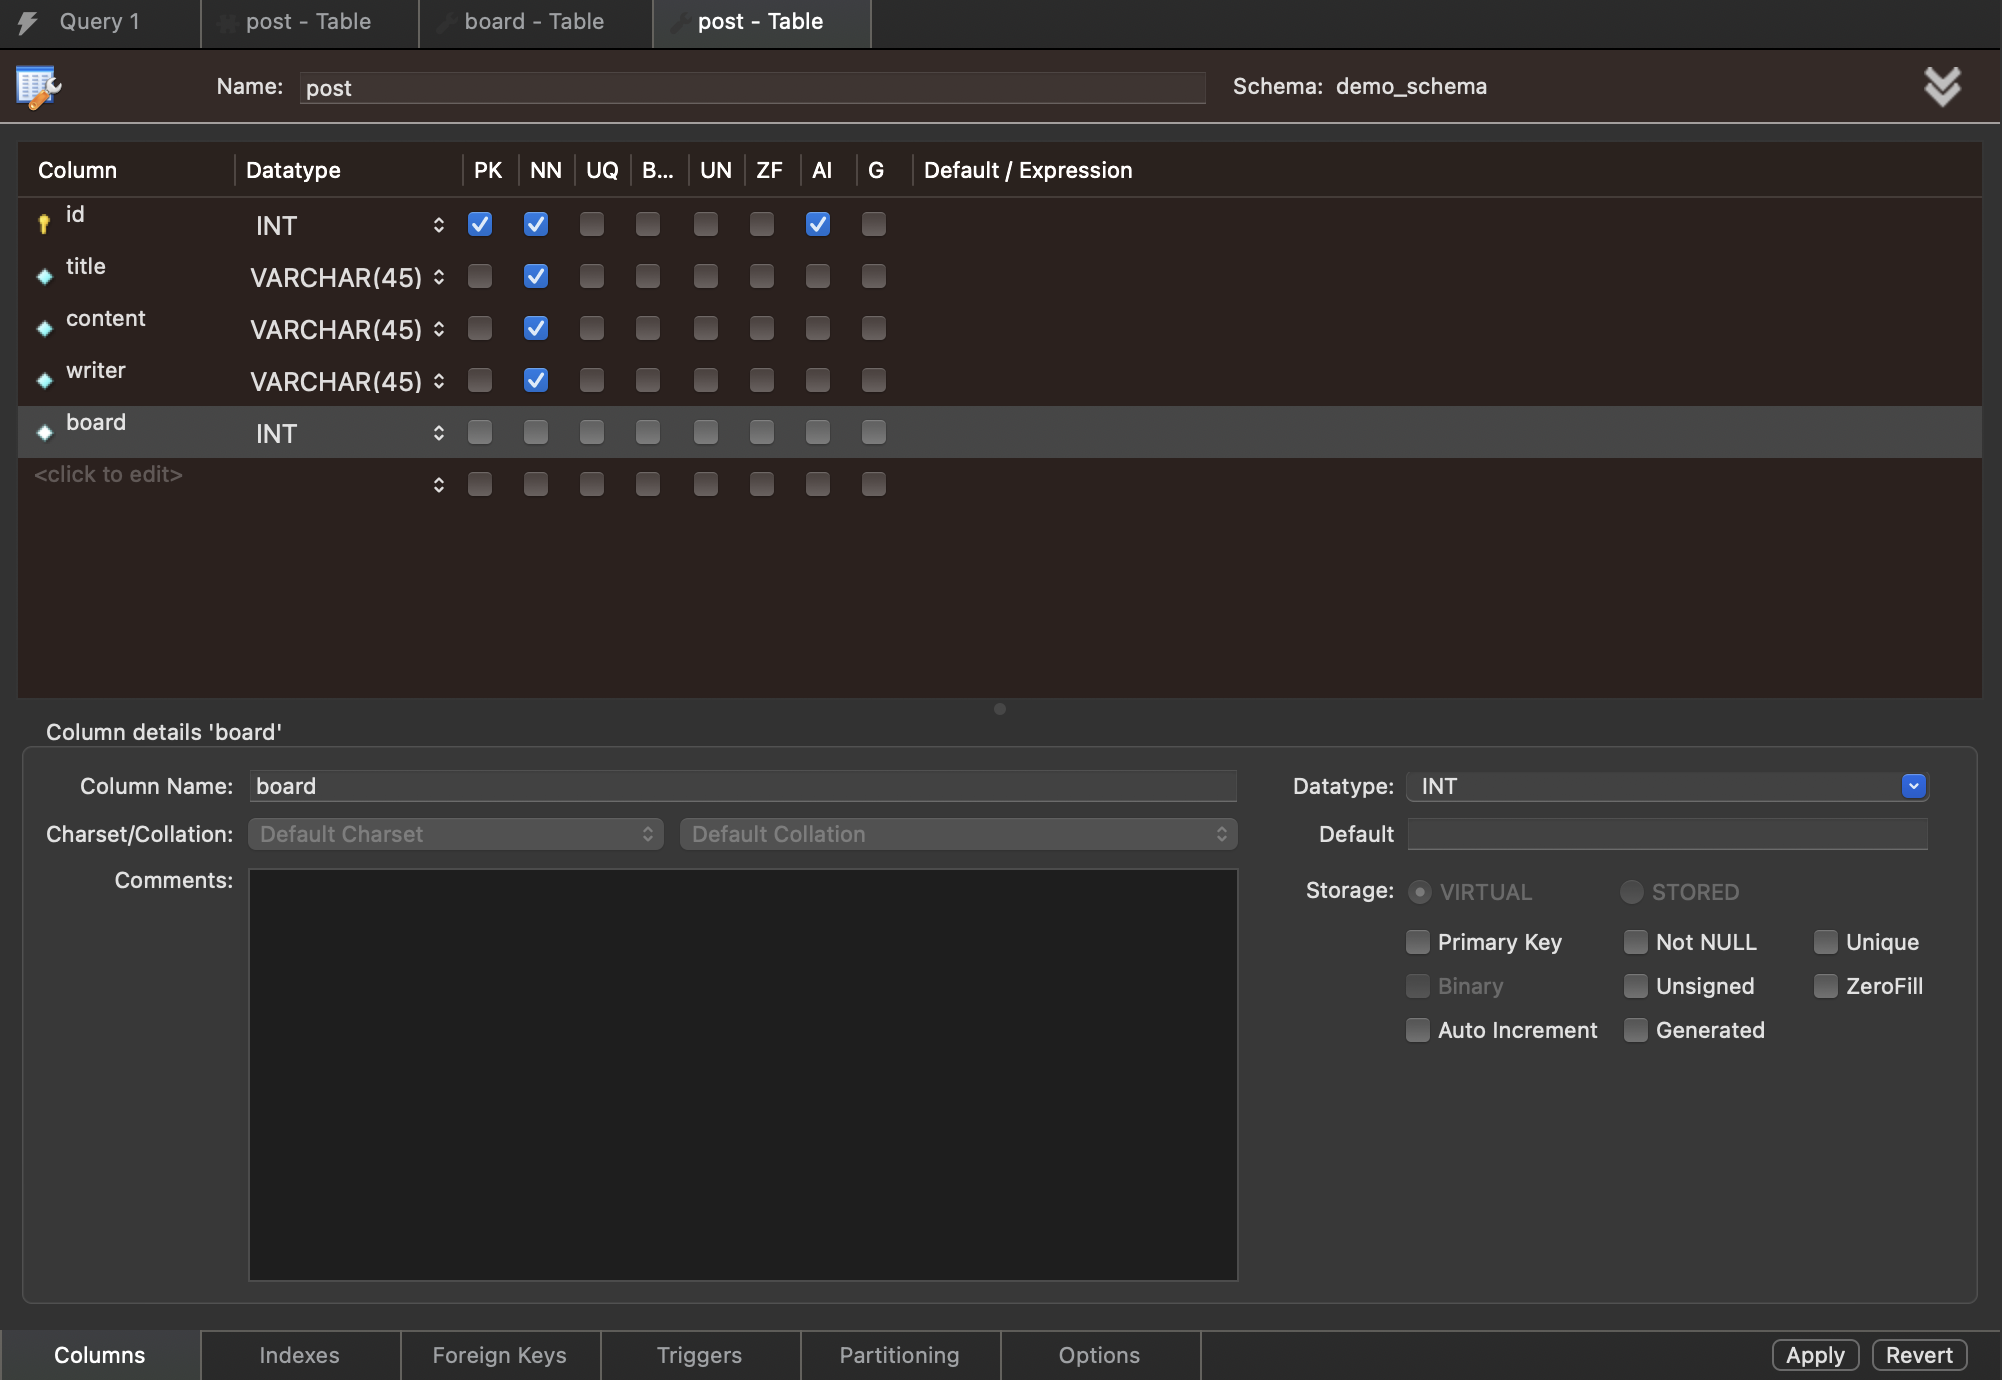 Query 1
post - Table
board - Table
post - Table
Name: post Schema: demo_schema
Column Datatype PK NN UQ B... UN ZF AI G Default / Expression
id INT
title VARCHAR(45)
content VARCHAR(45)
writer VARCHAR(45)
board INT
<click to edit>
Column details 'board'
Column Name: board Datatype: INT
Charset/Collation: Default Charset Default Collation Default
Comments: Storage: VIRTUAL STORED
Primary Key Not NULL Unique
Binary Unsigned ZeroFill
Auto Increment Generated
Columns Indexes Foreign Keys Triggers Partitioning Options Apply Revert